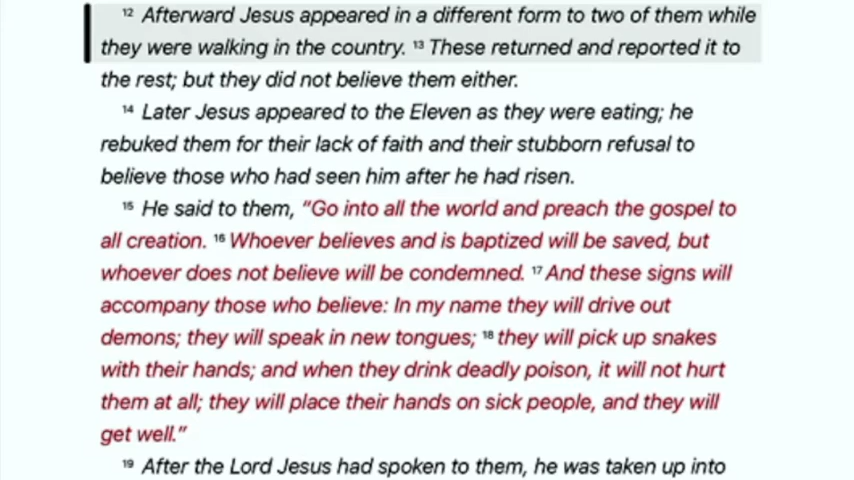 12 Afterward Jesus appeared in a different form to two of them while
they were walking in the country. 13 These returned and reported it to
the rest; but they did not believe them either.
14 Later Jesus appeared to the Eleven as they were eating; he
rebuked them for their lack of faith and their stubborn refusal to
believe those who had seen him after he had risen.
15 He said to them, “Go into all the world and preach the gospel to
all creation. 16 Whoever believes and is baptized will be saved, but
whoever does not believe will be condemned. 17 And these signs will
accompany those who believe: In my name they will drive out
demons; they will speak in new tongues; 18 they will pick up snakes
with their hands; and when they drink deadly poison, it will not hurt
them at all; they will place their hands on sick people, and they will
get well.”
19 After the Lord Jesus had spoken to them, he was taken up into